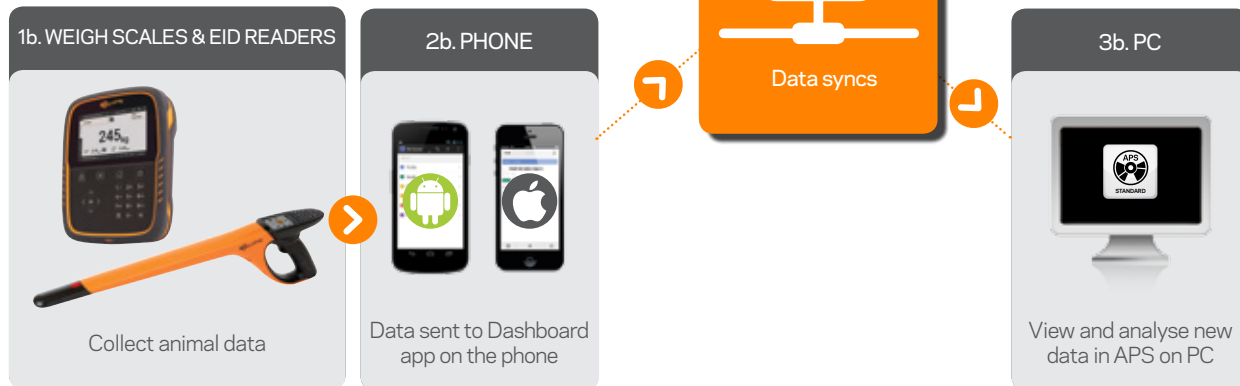 1b. WEIGH SCALES & EID READERS
245kg
Collect animal data
2b. PHONE
Data sent to Dashboard
app on the phone
Data syncs
3b. PC
APS
STANDARD
View and analyse new
data in APS on PC